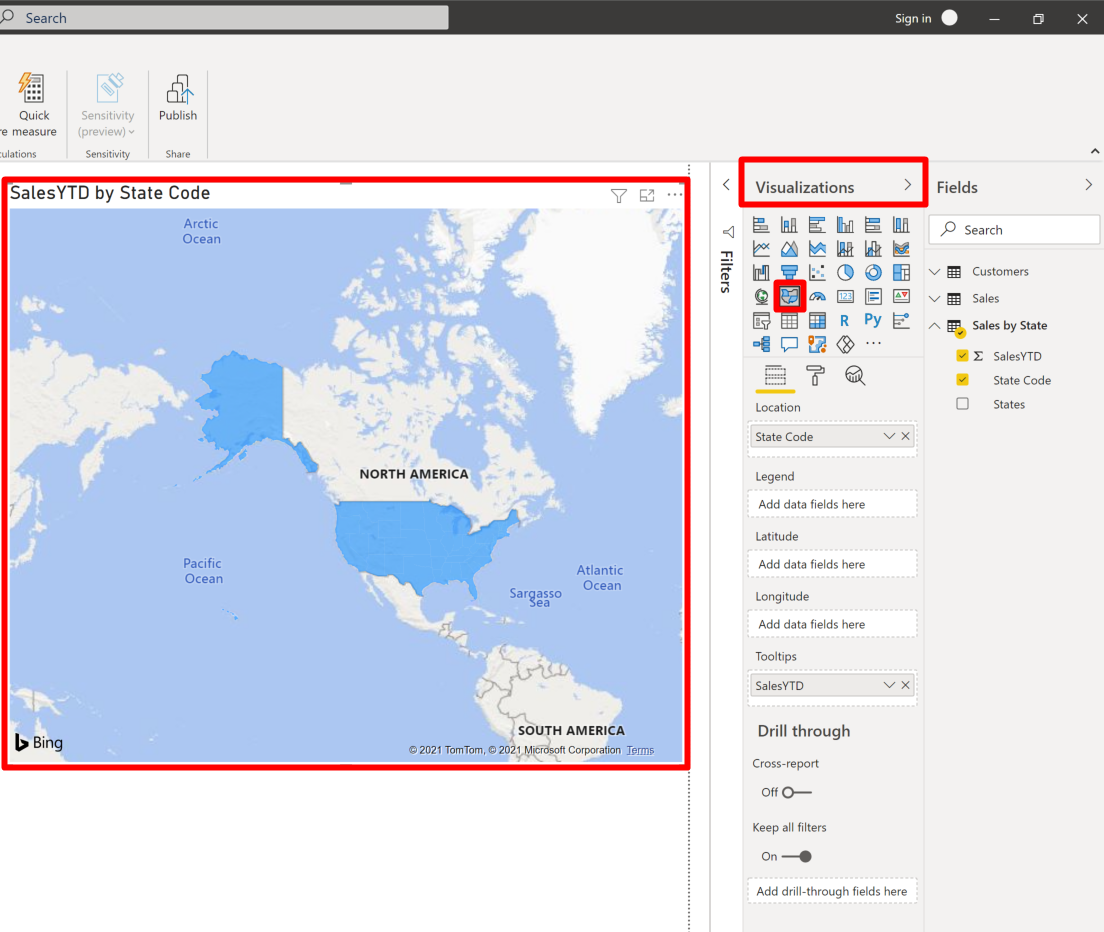 Search
Sign in
Quick
re measure
Sensitivity
(preview)
Publish
culations
Sensitivity
Share
SalesYTD by State Code
Arctic
Ocean
NORTH AMERICA
Pacific
Ocean
Atlantic
Ocean
Sargasso
Sea
SOUTH AMERICA
Bing
© 2021 TomTom, © 2021 Microsoft Corporation Terms
Filters
Visualizations
123
R
Py
Location
State Code
Legend
Add data fields here
Latitude
Add data fields here
Longitude
Add data fields here
Tooltips
SalesYTD
Drill through
Cross-report
Off
Keep all filters
On
Add drill-through fields here
Fields
Search
Customers
Sales
Sales by State
Σ SalesYTD
State Code
States